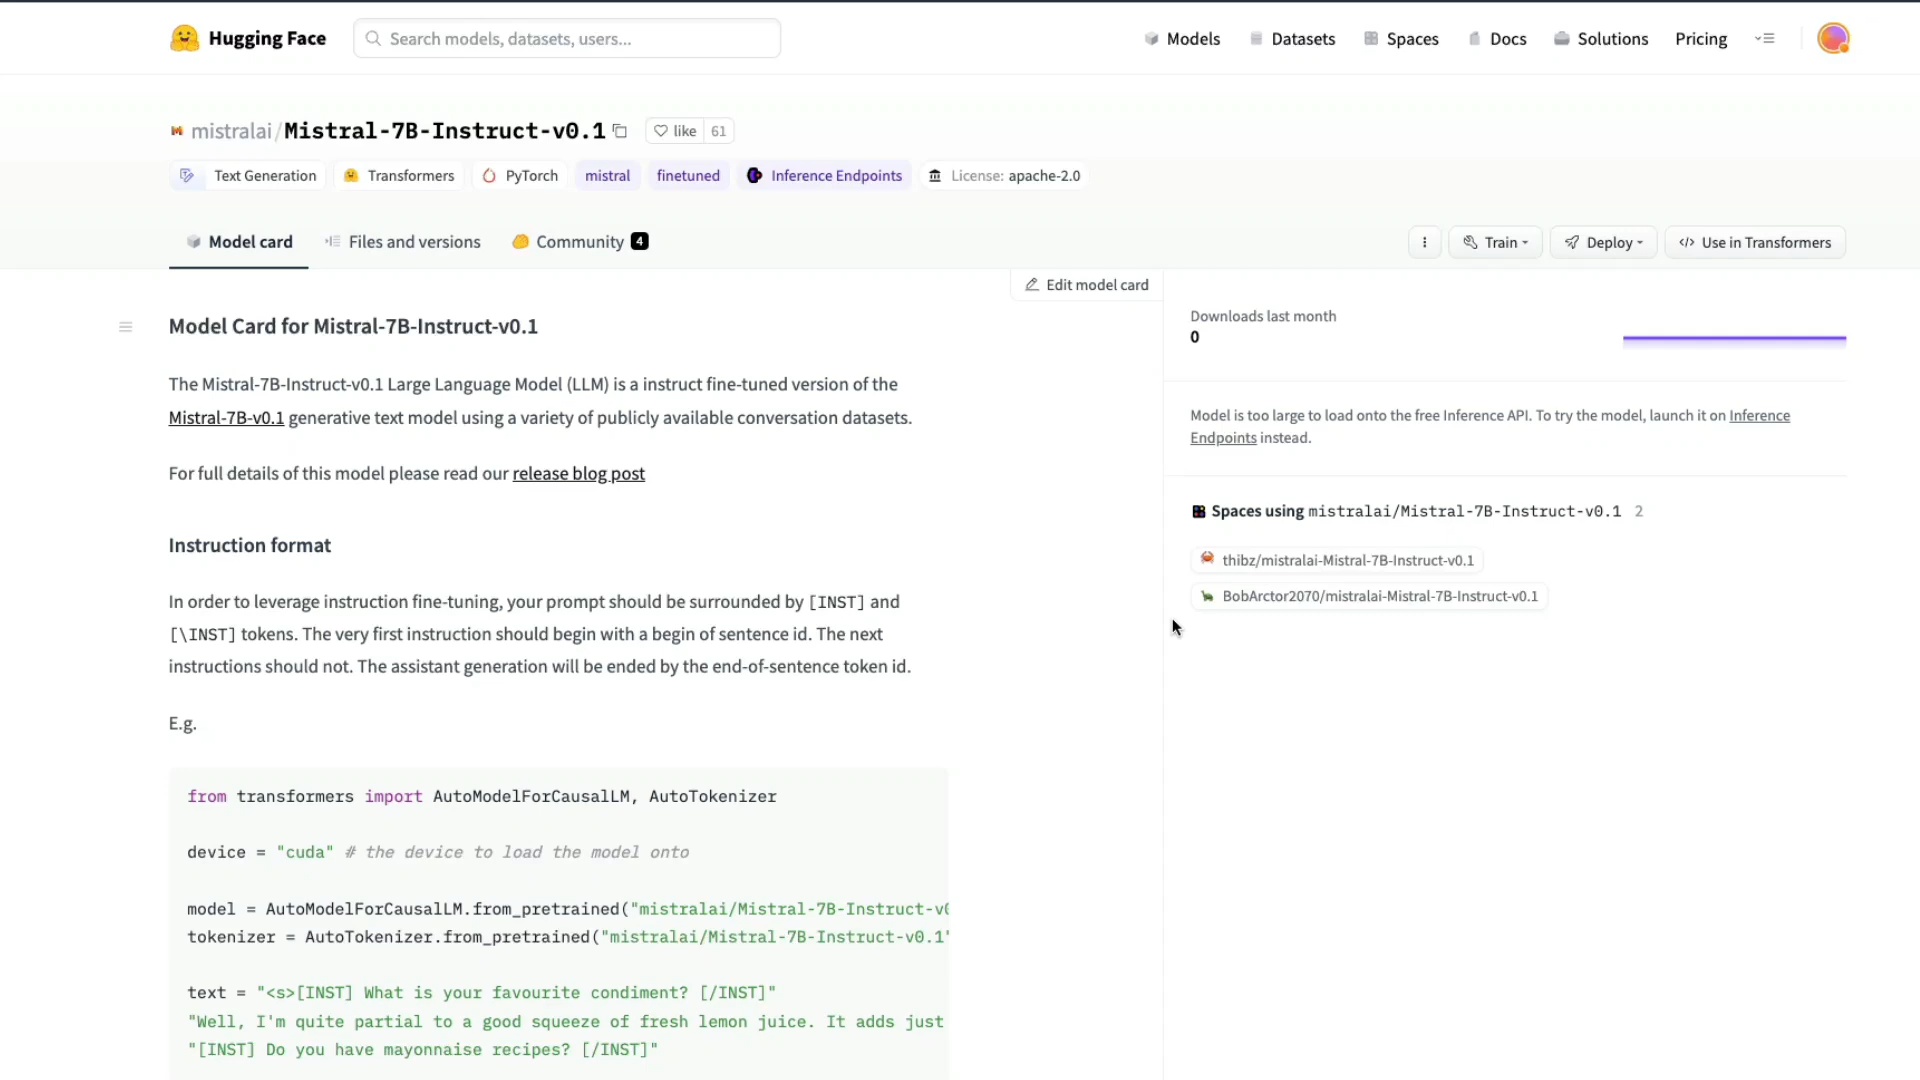 Hugging Face
Search models, datasets, users...
Models
Datasets
Spaces
Docs
Solutions
Pricing
mistralai/Mistral-7B-Instruct-v0.1
like 61
Text Generation
Transformers
PyTorch
mistral
finetuned
Inference Endpoints
License: apache-2.0
Model card
Files and versions
Community 4
Train
Deploy
</> Use in Transformers
Edit model card
Model Card for Mistral-7B-Instruct-v0.1
The Mistral-7B-Instruct-v0.1 Large Language Model (LLM) is a instruct fine-tuned version of the
Mistral-7B-v0.1 generative text model using a variety of publicly available conversation datasets.
For full details of this model please read our release blog post
Instruction format
In order to leverage instruction fine-tuning, your prompt should be surrounded by [INST] and
[\INST] tokens. The very first instruction should begin with a begin of sentence id. The next
instructions should not. The assistant generation will be ended by the end-of-sentence token id.
E.g.
from transformers import AutoModelForCausalLM, AutoTokenizer
device = "cuda" # the device to load the model onto
model = AutoModelForCausalLM.from_pretrained("mistralai/Mistral-7B-Instruct-v0
tokenizer = AutoTokenizer.from_pretrained("mistralai/Mistral-7B-Instruct-v0.1"
text = "<s>[INST] What is your favourite condiment? [/INST]"
"Well, I'm quite partial to a good squeeze of fresh lemon juice. It adds just
"[INST] Do you have mayonnaise recipes? [/INST]"
Downloads last month
0
Model is too large to load onto the free Inference API. To try the model, launch it on Inference
Endpoints instead.
Spaces using mistralai/Mistral-7B-Instruct-v0.1 2
thibz/mistralai-Mistral-7B-Instruct-v0.1
BobArctor2070/mistralai-Mistral-7B-Instruct-v0.1